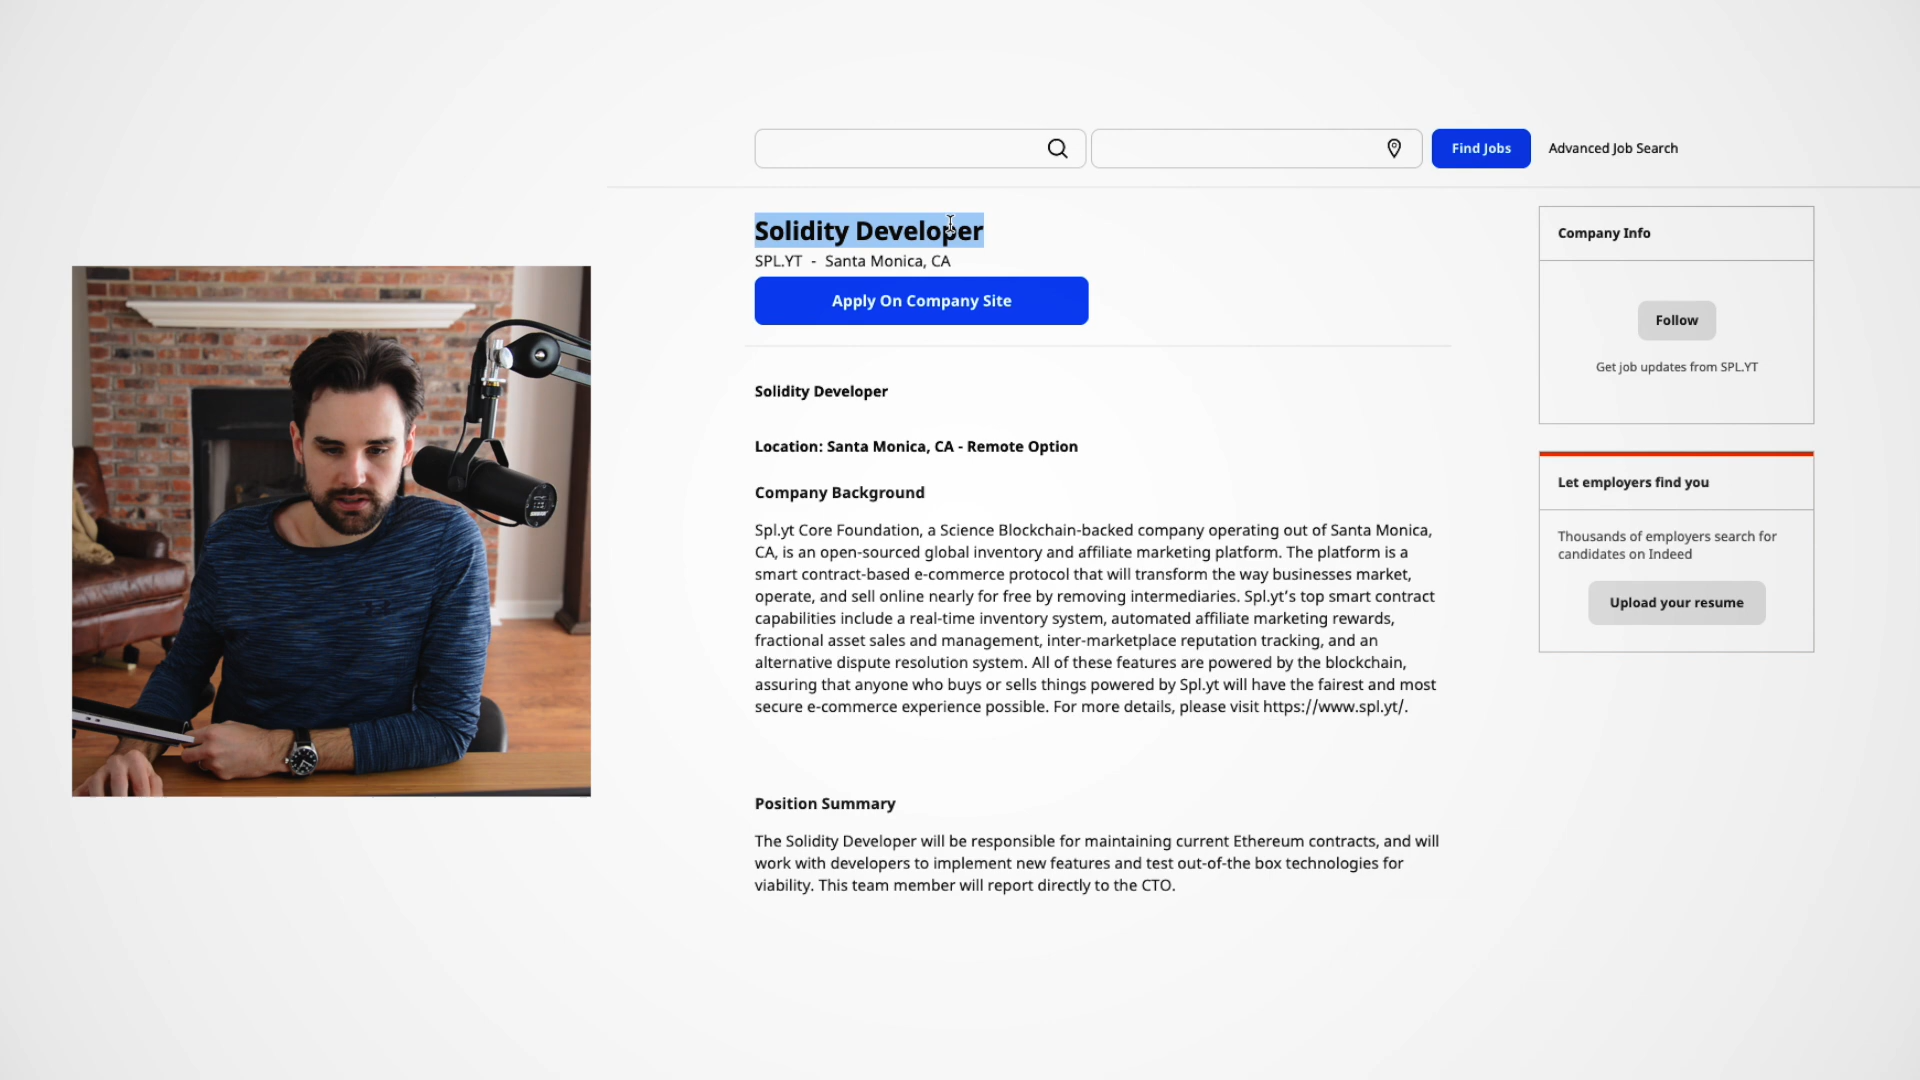 Find Jobs
Advanced Job Search
Solidity Developer
SPL.YT - Santa Monica, CA
Apply On Company Site
Solidity Developer
Location: Santa Monica, CA - Remote Option
Company Background
Spl.yt Core Foundation, a Science Blockchain-backed company operating out of Santa Monica,
CA, is an open-sourced global inventory and affiliate marketing platform. The platform is a
smart contract-based e-commerce protocol that will transform the way businesses market,
operate, and sell online nearly for free by removing intermediaries. Spl.yt’s top smart contract
capabilities include a real-time inventory system, automated affiliate marketing rewards,
fractional asset sales and management, inter-marketplace reputation tracking, and an
alternative dispute resolution system. All of these features are powered by the blockchain,
assuring that anyone who buys or sells things powered by Spl.yt will have the fairest and most
secure e-commerce experience possible. For more details, please visit https://www.spl.yt/.
Position Summary
The Solidity Developer will be responsible for maintaining current Ethereum contracts, and will
work with developers to implement new features and test out-of-the box technologies for
viability. This team member will report directly to the CTO.
Company Info
Follow
Get job updates from SPL.YT
Let employers find you
Thousands of employers search for
candidates on Indeed
Upload your resume